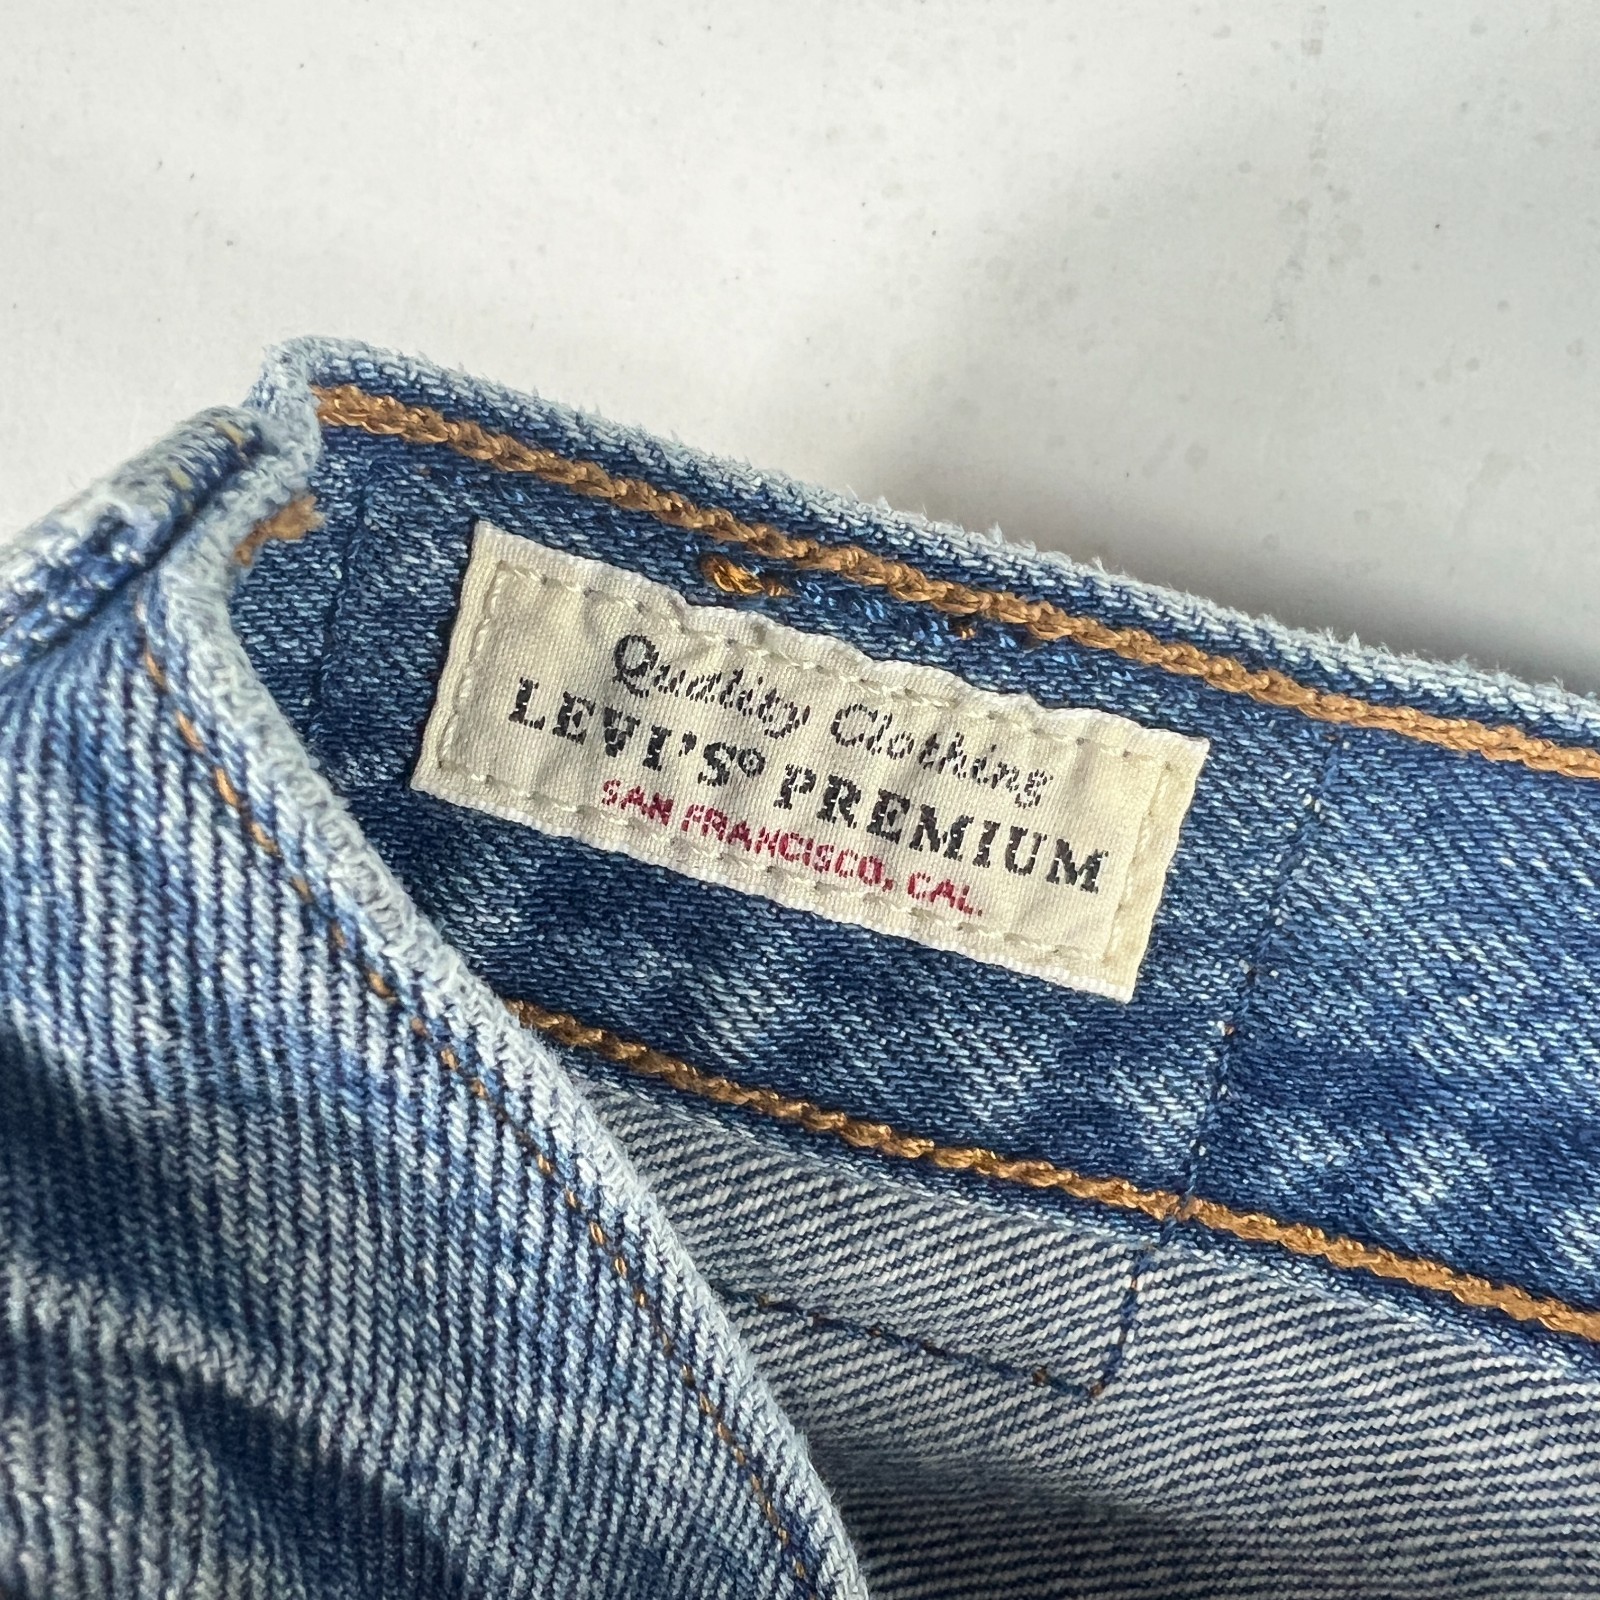 Quality Clothing
LEVI'S® PREMIUM
SAN FRANCISCO, CAL.